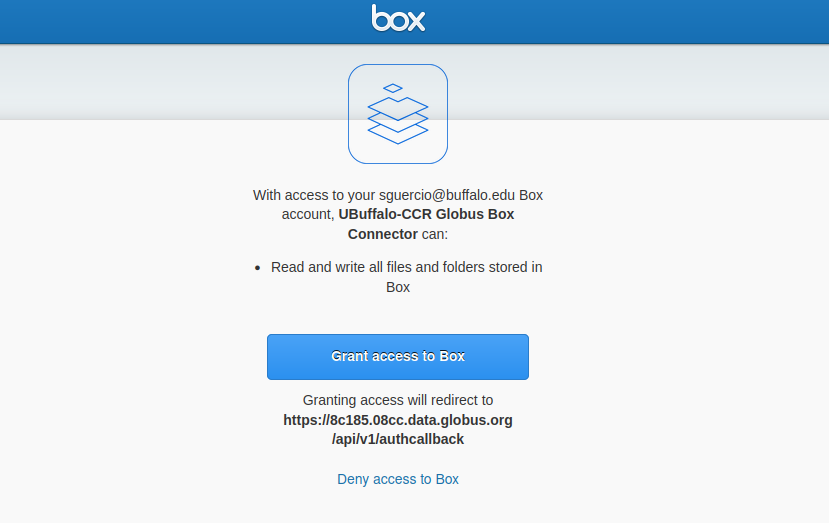 box
With access to your sguercio@buffalo.edu Box
account, UBuffalo-CCR Globus Box
Connector can:
• Read and write all files and folders stored in
Box
Grant access to Box
Granting access will redirect to
https://8c185.08cc.data.globus.org
/api/v1/authcallback
Deny access to Box